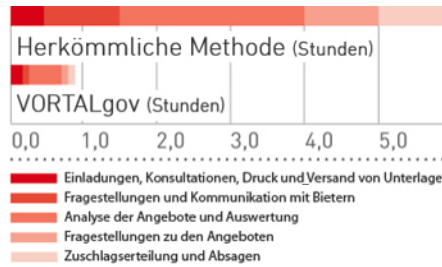 Herkömmliche Methode (Stunden)
VORTALgov (Stunden)
0,0 1,0 2,0 3,0 4,0 5,0
Einladungen, Konsultationen, Druck und Versand von Unterlage
Fragestellungen und Kommunikation mit Bietern
Analyse der Angebote und Auswertung
Fragestellungen zu den Angeboten
Zuschlagserteilung und Absagen